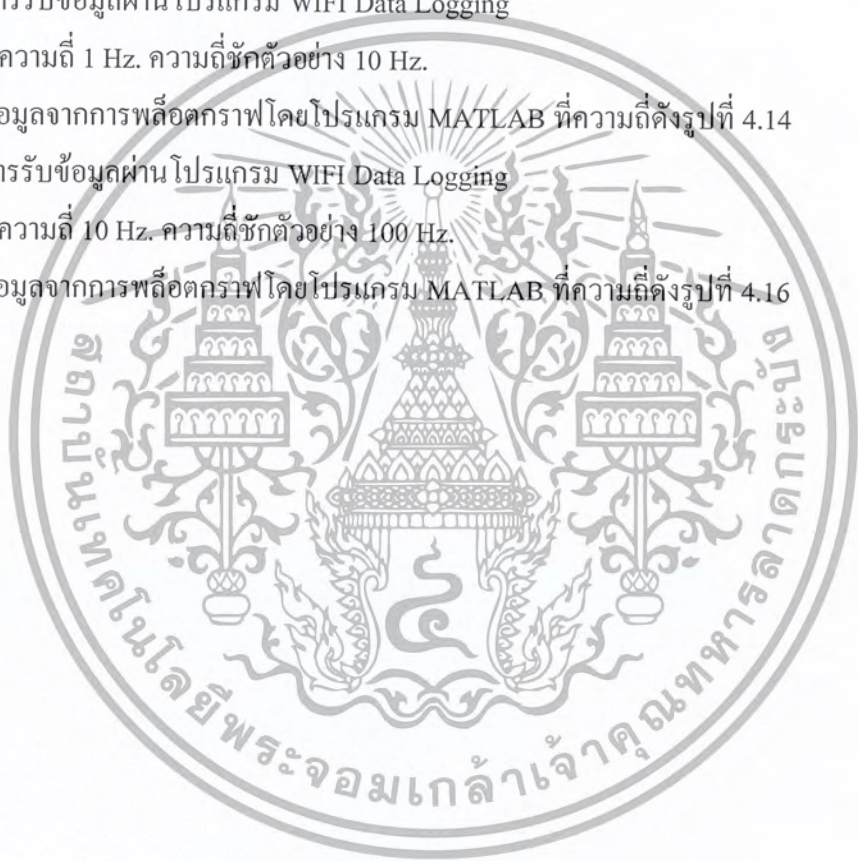 การรับข้อมูลผ่านโปรแกรม WIFI Data Logging
ความถี่ 1 Hz. ความถี่ชักตัวอย่าง 10 Hz.
ข้อมูลจากการพล็อตกราฟโดยโปรแกรม MATLAB ที่ความถี่ดังรูปที่ 4.14
การรับข้อมูลผ่านโปรแกรม WIFI Data Logging
ความถี่ 10 Hz. ความถี่ชักตัวอย่าง 100 Hz.
ข้อมูลจากการพล็อตกราฟโดยโปรแกรม MATLAB ที่ความถี่ดังรูปที่ 4.16
สถาบันเทคโนโลยีพระจอมเกล้าเจ้าคุณทหารลาดกระบัง